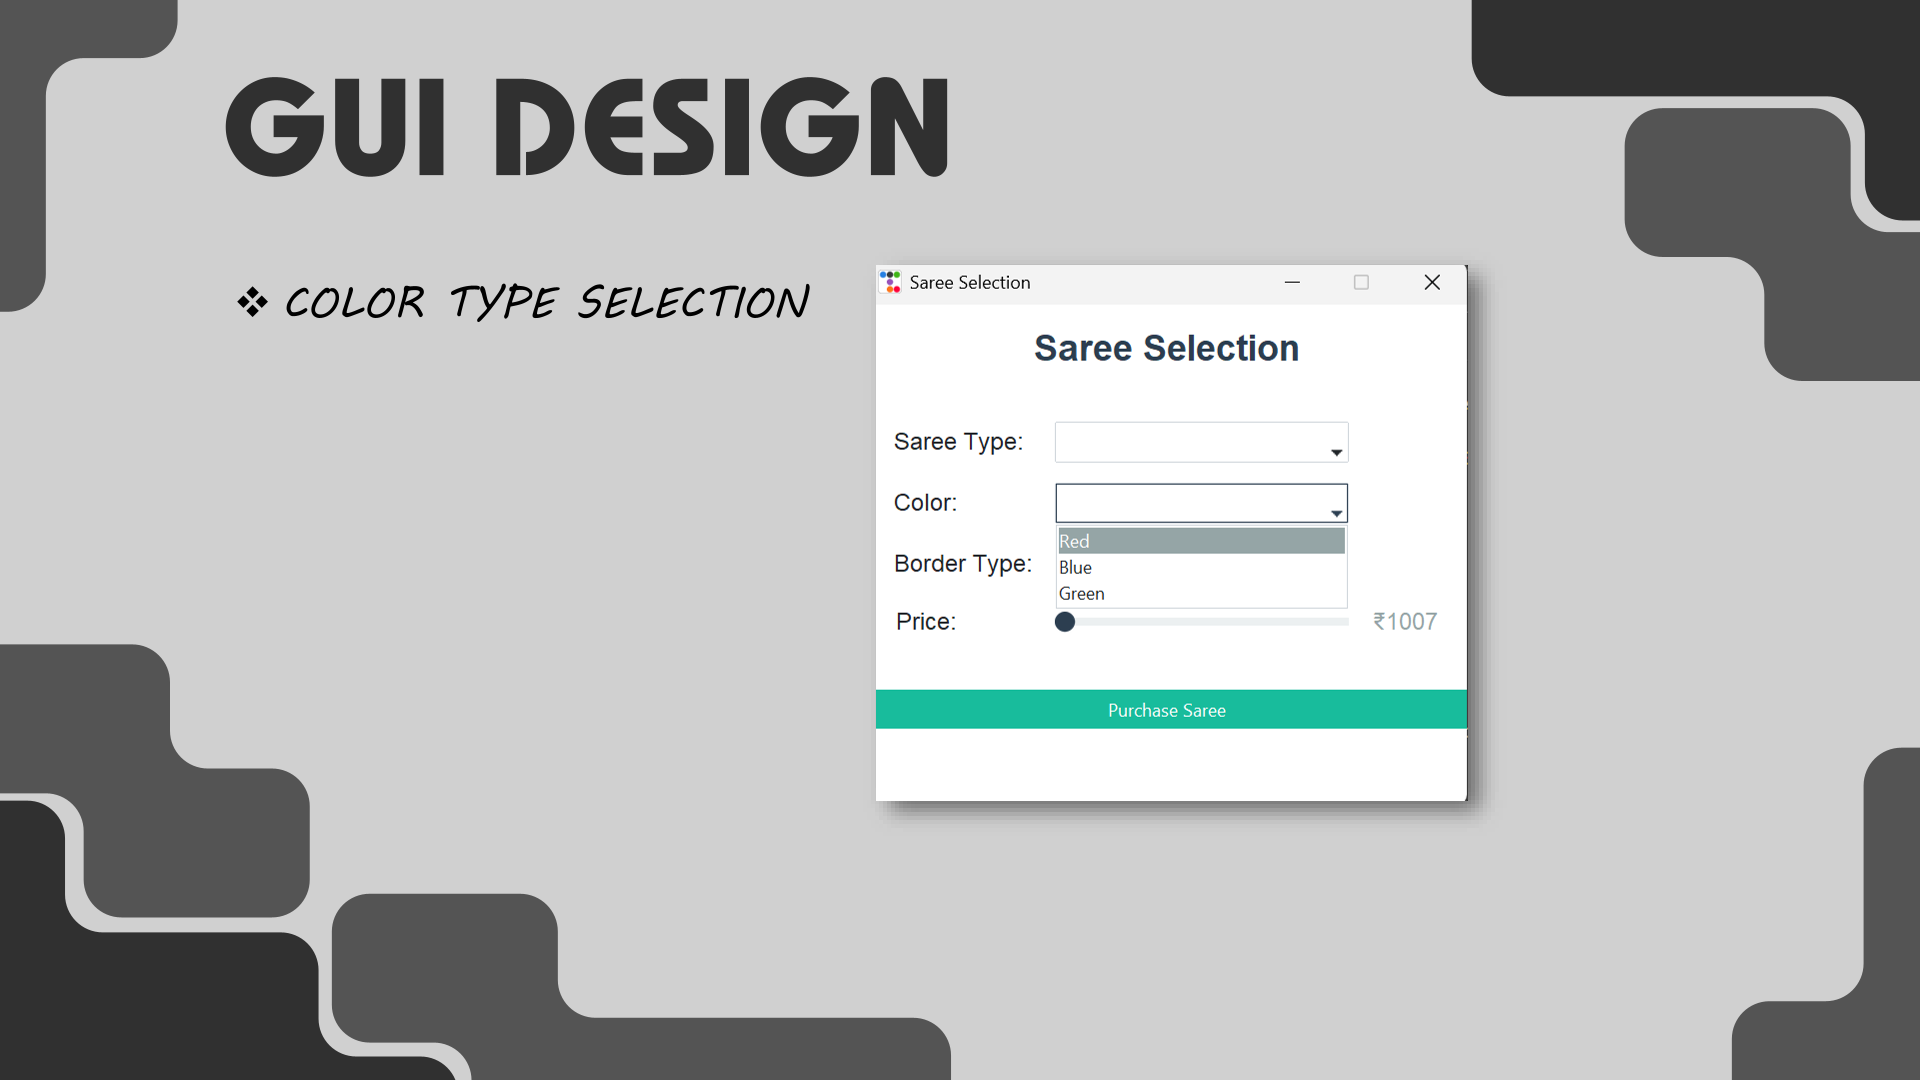 GUI DESIGN
❖ COLOR TYPE SELECTION
Saree Selection
Saree Selection
Saree Type:
Color:
Red
Blue
Border Type:
Green
Price:
₹1007
Purchase Saree